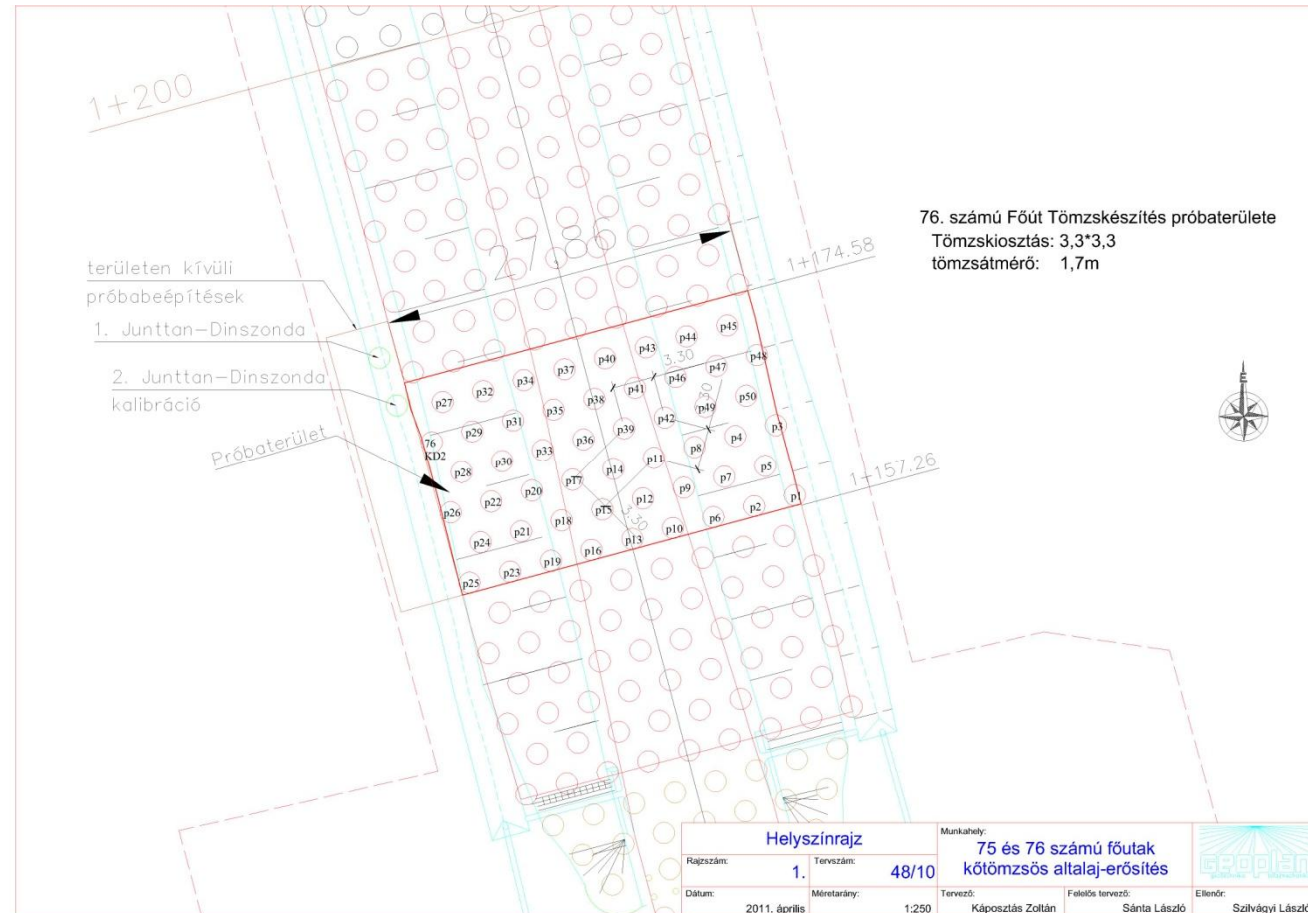 1+200
27,86
76. számú Főút Tömzskészítés próbaterülete
Tömzskiosztás: 3,3*3,3
tömzsátmérő: 1,7m
területen kívüli
próbabeépítések
1. Junttan-Dinszonda
2. Junttan-Dinszonda
kalibráció
Próbaterület
1+174.58
1+157.26
É
p45
p44
p43
p48
p40
3.30
p47
p37
p46
p34
p41
p50
p32
p38
p49
3.30
p27
p35
p42
p3
p31
p39
p4
p29
p36
p8
76
KD2
p33
p11
p5
p30
p14
p7
p28
p17
p9
p1
p20
p12
p2
p22
p15
p6
p26
p18
3.30
p10
p21
p13
p24
p16
p19
p23
p25
Helyszínrajz
Rajzszám:
1.
Tervszám:
48/10
Dátum:
2011. április
Méretarány:
1:250
Munkahely:
75 és 76 számú főutak
kőtömzsös altalaj-erősítés
Tervező:
Káposztás Zoltán
Felelős tervező:
Sánta László
Ellenőr:
Szilvágyi László
GEOPLAN